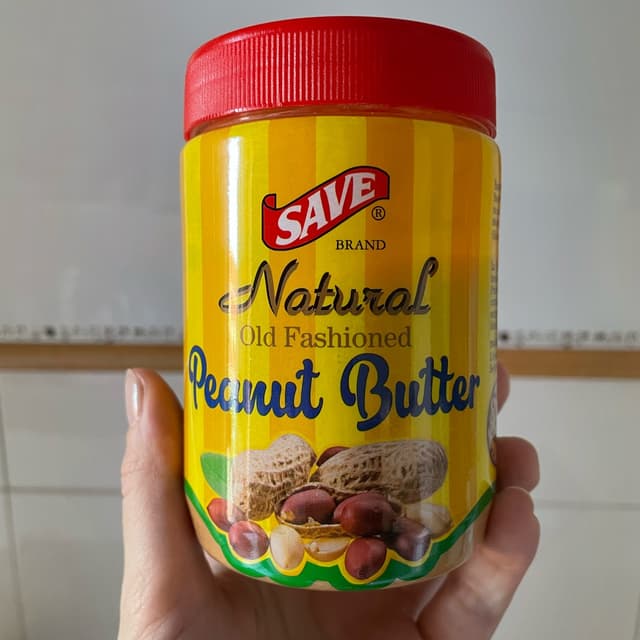 SAVE
®
BRAND
Natural
Old Fashioned
Peanut Butter